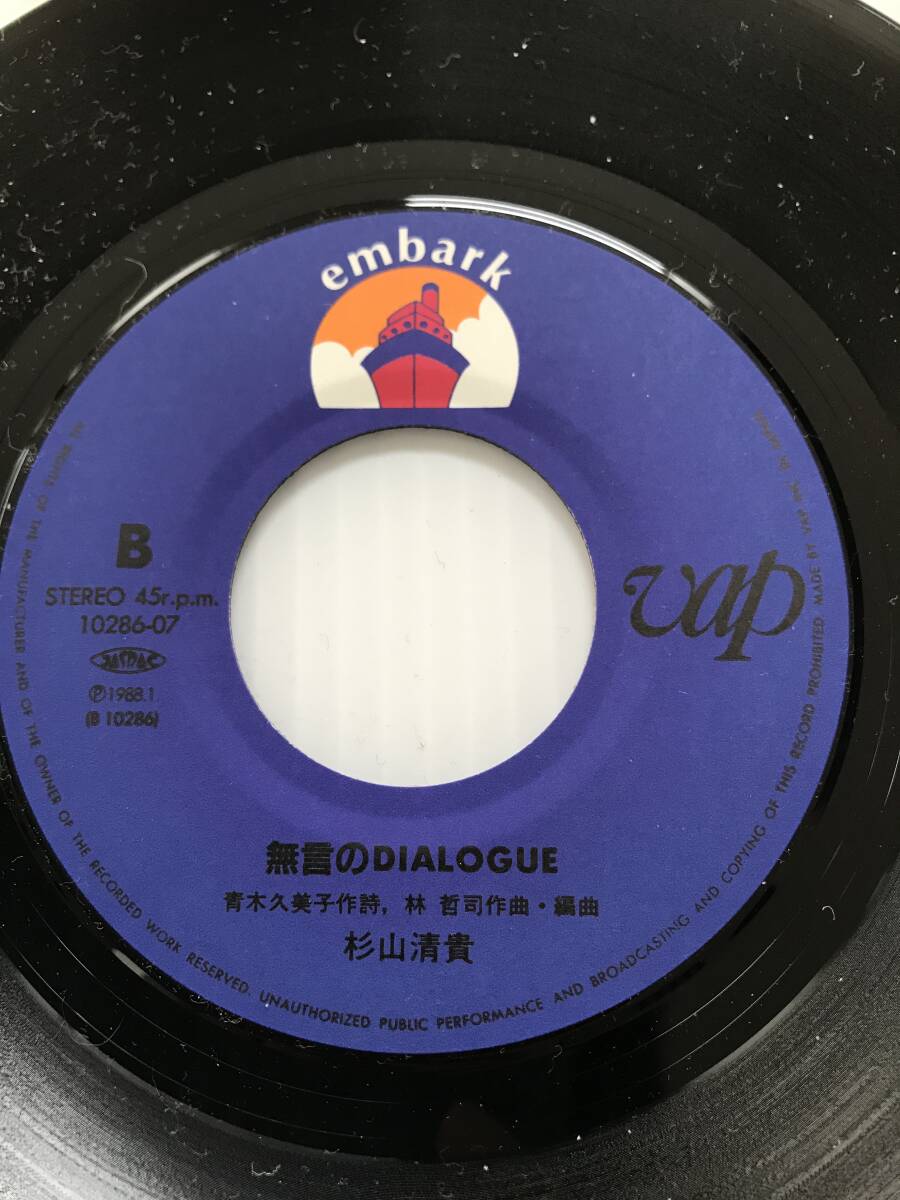 embark
B
STEREO 45r.p.m.
10286-07
Ⓟ1988.1
(B 10286)
vap
無言のDIALOGUE
青木久美子作詩, 林 哲司作曲・編曲
杉山清貴
ALL RIGHTS OF THE MANUFACTURER AND OF THE OWNER OF THE RECORDED WORK RESERVED. UNAUTHORIZED PUBLIC PERFORMANCE AND BROADCASTING AND COPYING OF THIS RECORD PROHIBITED MADE BY VAP INC. IN JAPAN